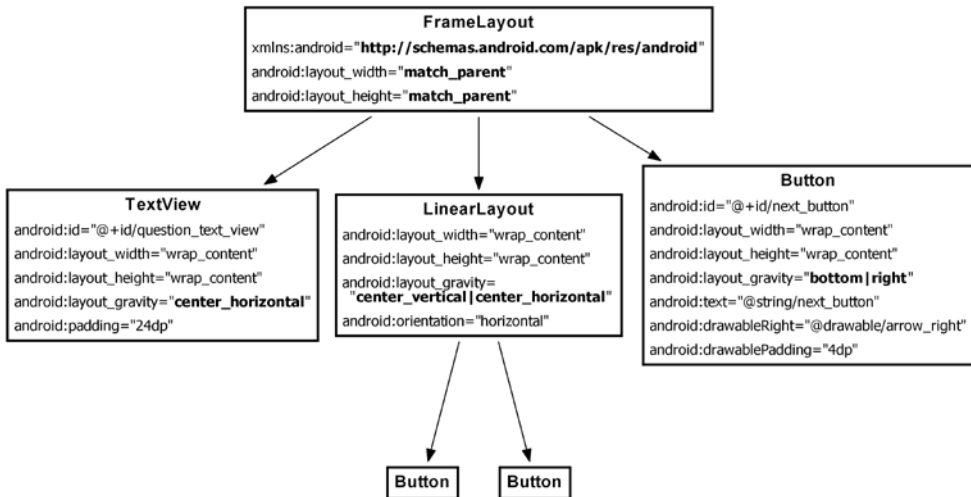 FrameLayout
xmlns:android="http://schemas.android.com/apk/res/android"
android:layout_width="match_parent"
android:layout_height="match_parent"
TextView
android:id="@+id/question_text_view"
android:layout_width="wrap_content"
android:layout_height="wrap_content"
android:layout_gravity="center_horizontal"
android:padding="24dp"
LinearLayout
android:layout_width="wrap_content"
android:layout_height="wrap_content"
android:layout_gravity=
"center_vertical|center_horizontal"
android:orientation="horizontal"
Button
android:id="@+id/next_button"
android:layout_width="wrap_content"
android:layout_height="wrap_content"
android:layout_gravity="bottom|right"
android:text="@string/next_button"
android:drawableRight="@drawable/arrow_right"
android:drawablePadding="4dp"
Button
Button